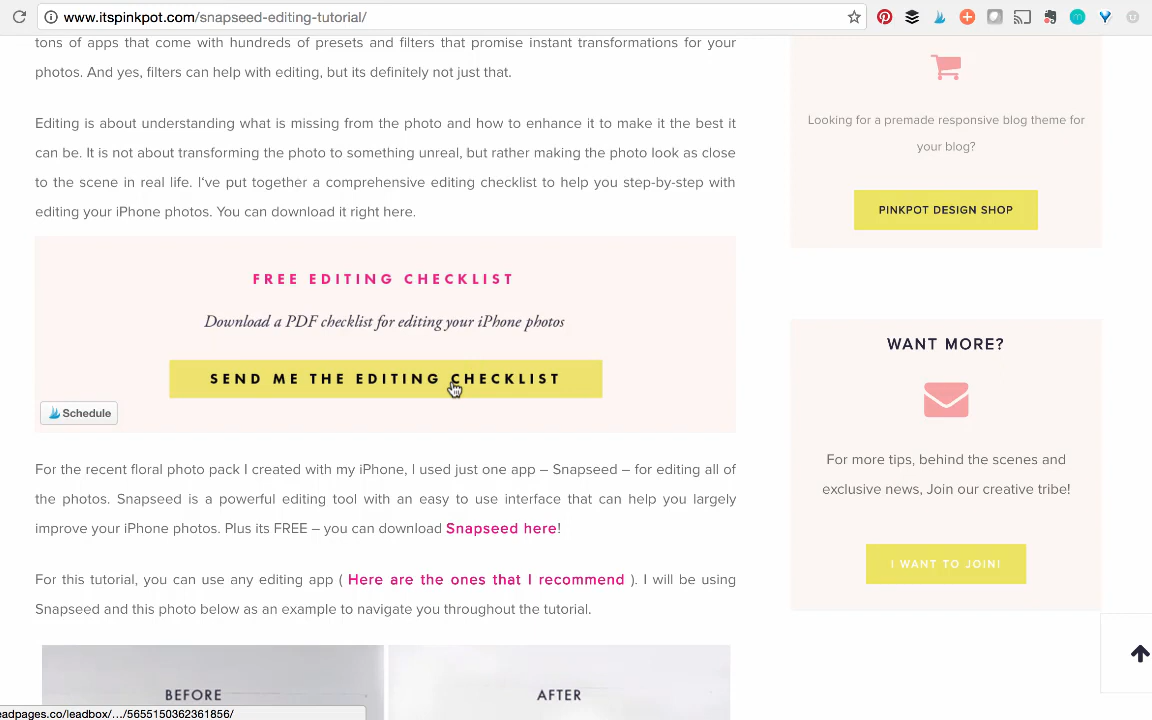 www.itspinkpot.com/snapseed-editing-tutorial/
tons of apps that come with hundreds of presets and filters that promise instant transformations for your
photos. And yes, filters can help with editing, but its definitely not just that.
Editing is about understanding what is missing from the photo and how to enhance it to make it the best it
can be. It is not about transforming the photo to something unreal, but rather making the photo look as close
to the scene in real life. I‘ve put together a comprehensive editing checklist to help you step-by-step with
editing your iPhone photos. You can download it right here.
FREE EDITING CHECKLIST
Download a PDF checklist for editing your iPhone photos
SEND ME THE EDITING CHECKLIST
Schedule
For the recent floral photo pack I created with my iPhone, I used just one app – Snapseed – for editing all of
the photos. Snapseed is a powerful editing tool with an easy to use interface that can help you largely
improve your iPhone photos. Plus its FREE – you can download Snapseed here!
For this tutorial, you can use any editing app ( Here are the ones that I recommend ). I will be using
Snapseed and this photo below as an example to navigate you throughout the tutorial.
BEFORE
AFTER
eadpages.co/leadbox/.../5655150362361856/
Looking for a premade responsive blog theme for
your blog?
PINKPOT DESIGN SHOP
WANT MORE?
For more tips, behind the scenes and
exclusive news, Join our creative tribe!
I WANT TO JOIN!